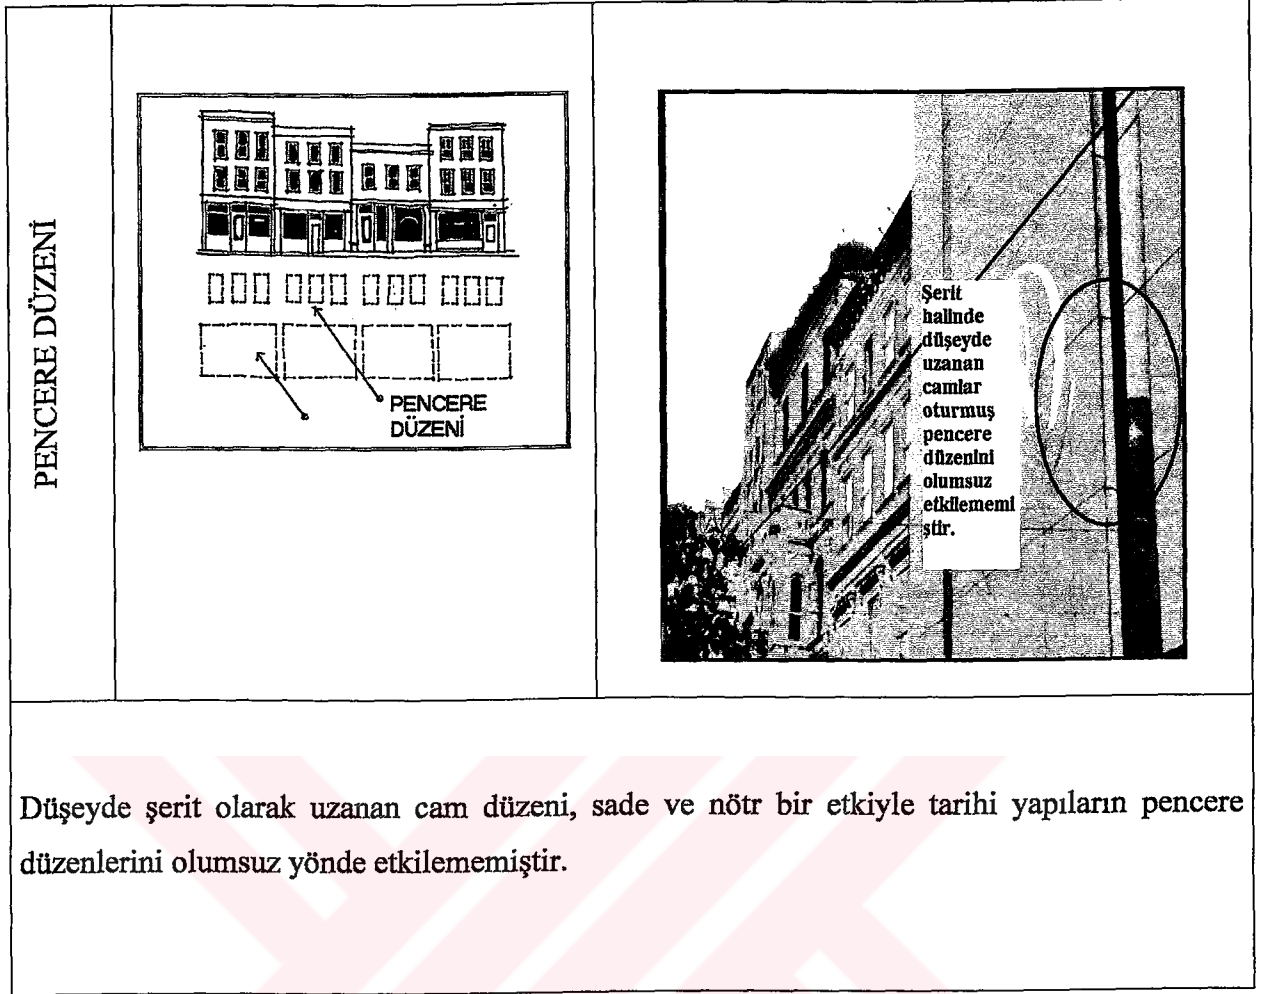 PENCERE DÜZENİ
PENCERE
DÜZENİ
Şerit
halinde
düşeyde
uzanan
camlar
oturmuş
pencere
düzenini
olumsuz
etkilememi
ştir.
Düşeyde şerit olarak uzanan cam düzeni, sade ve nötr bir etkiyle tarihi yapıların pencere
düzenlerini olumsuz yönde etkilememiştir.